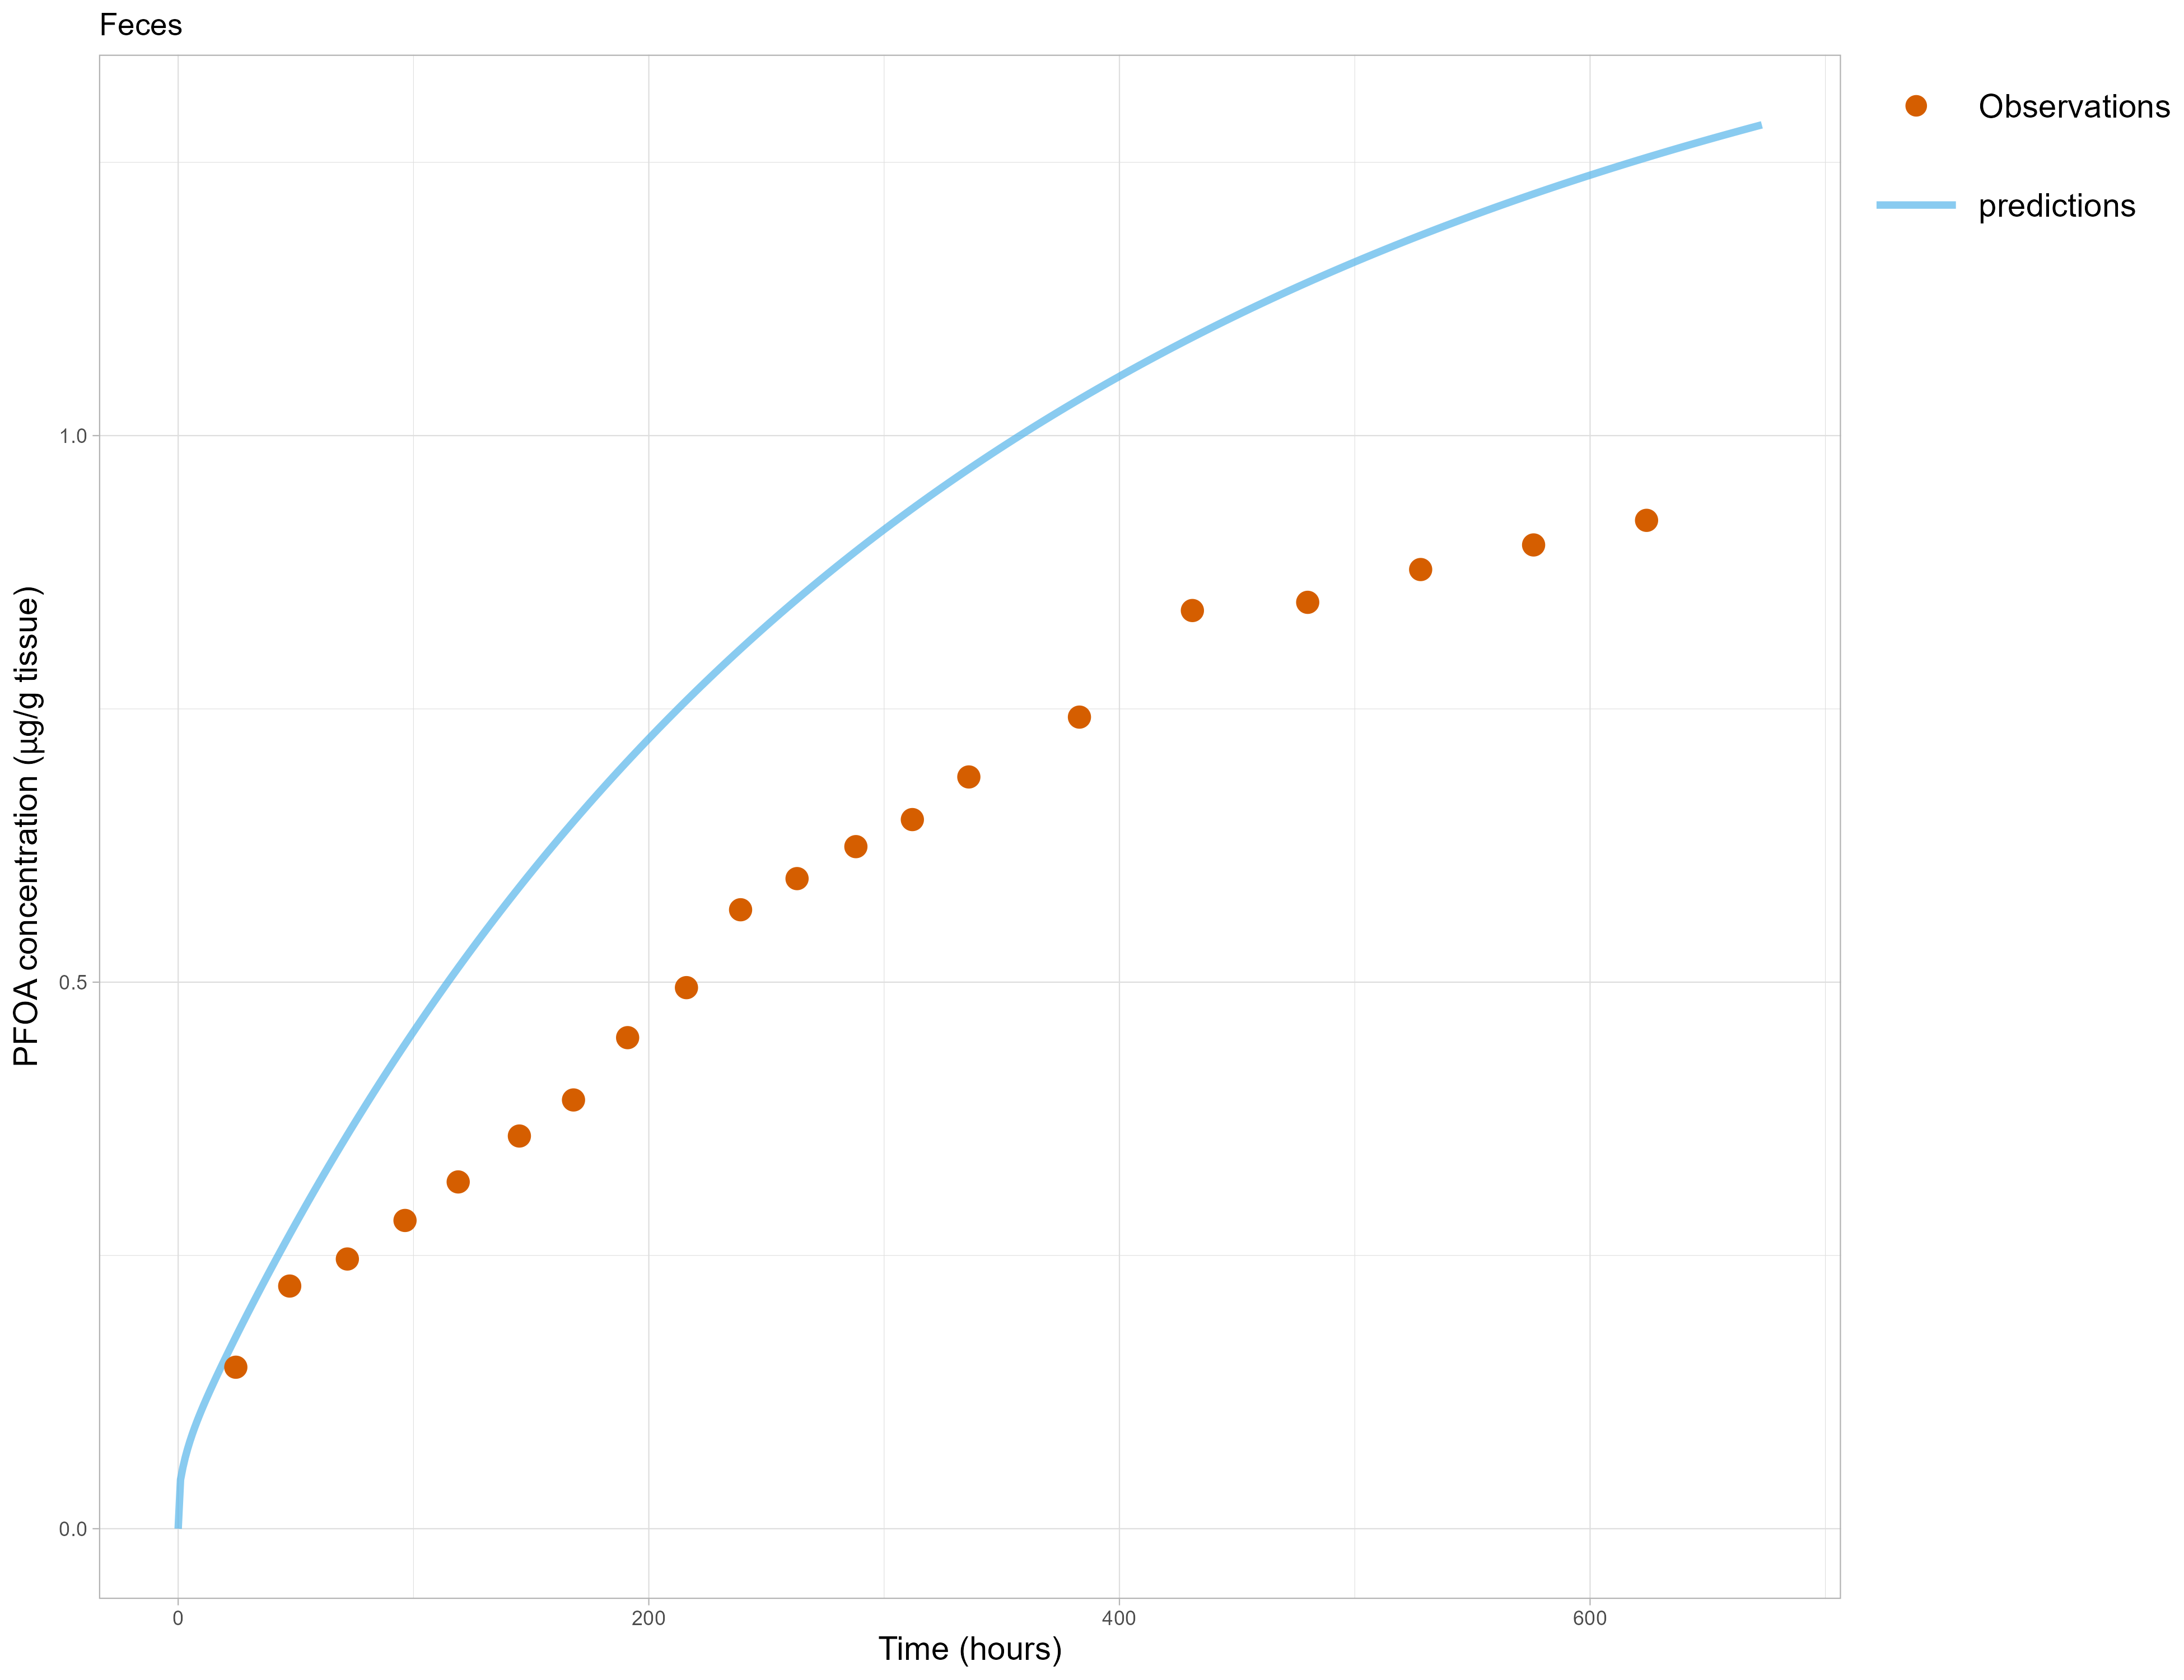 Feces
Observations
predictions
PFOA concentration (µg/g tissue)
1.0
0.5
0.0
0 200 400 600
Time (hours)